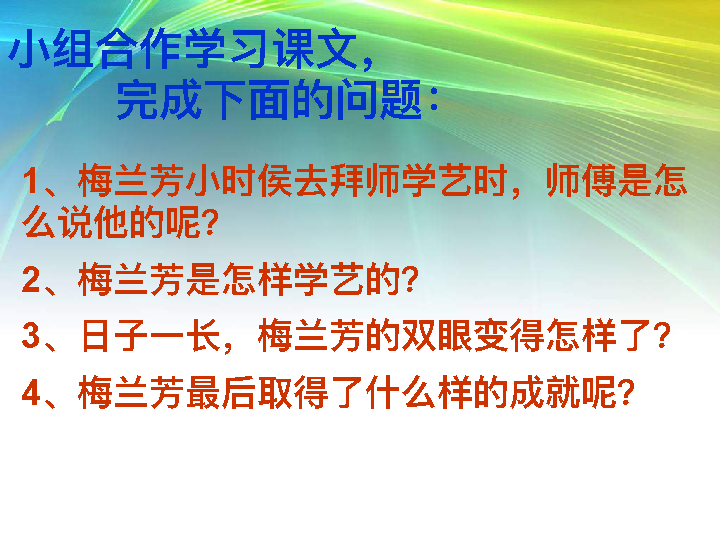 小组合作学习课文，
完成下面的问题：
1、梅兰芳小时侯去拜师学艺时，师傅是怎
么说他的呢？
2、梅兰芳是怎样学艺的？
3、日子一长，梅兰芳的双眼变得怎样了？
4、梅兰芳最后取得了什么样的成就呢？